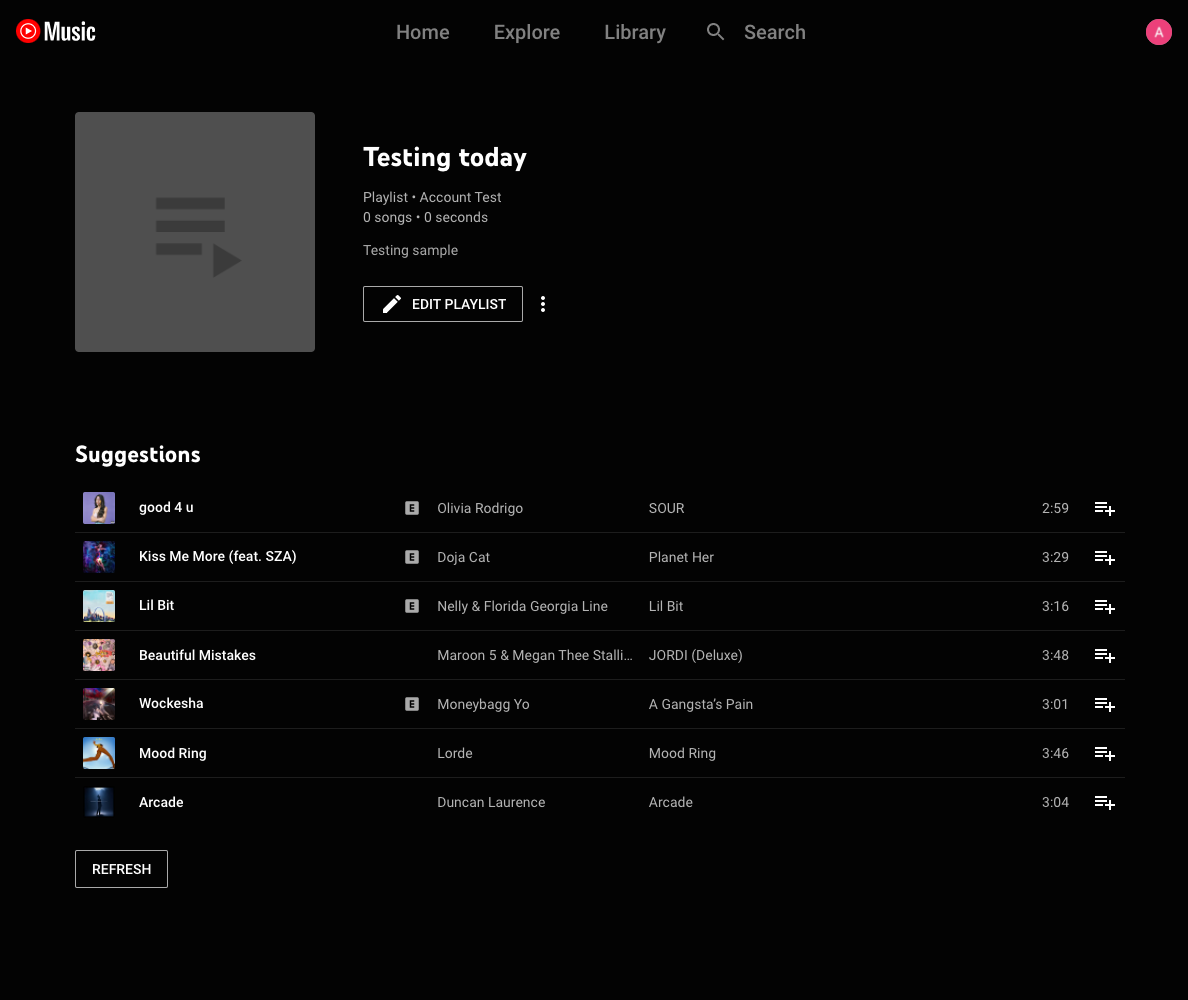 Music
Home Explore Library Search
A
Testing today
Playlist • Account Test
0 songs • 0 seconds
Testing sample
EDIT PLAYLIST
Suggestions
good 4 u E Olivia Rodrigo SOUR 2:59
Kiss Me More (feat. SZA) E Doja Cat Planet Her 3:29
Lil Bit E Nelly & Florida Georgia Line Lil Bit 3:16
Beautiful Mistakes Maroon 5 & Megan Thee Stalli... JORDI (Deluxe) 3:48
Wockesha E Moneybagg Yo A Gangsta’s Pain 3:01
Mood Ring Lorde Mood Ring 3:46
Arcade Duncan Laurence Arcade 3:04
REFRESH